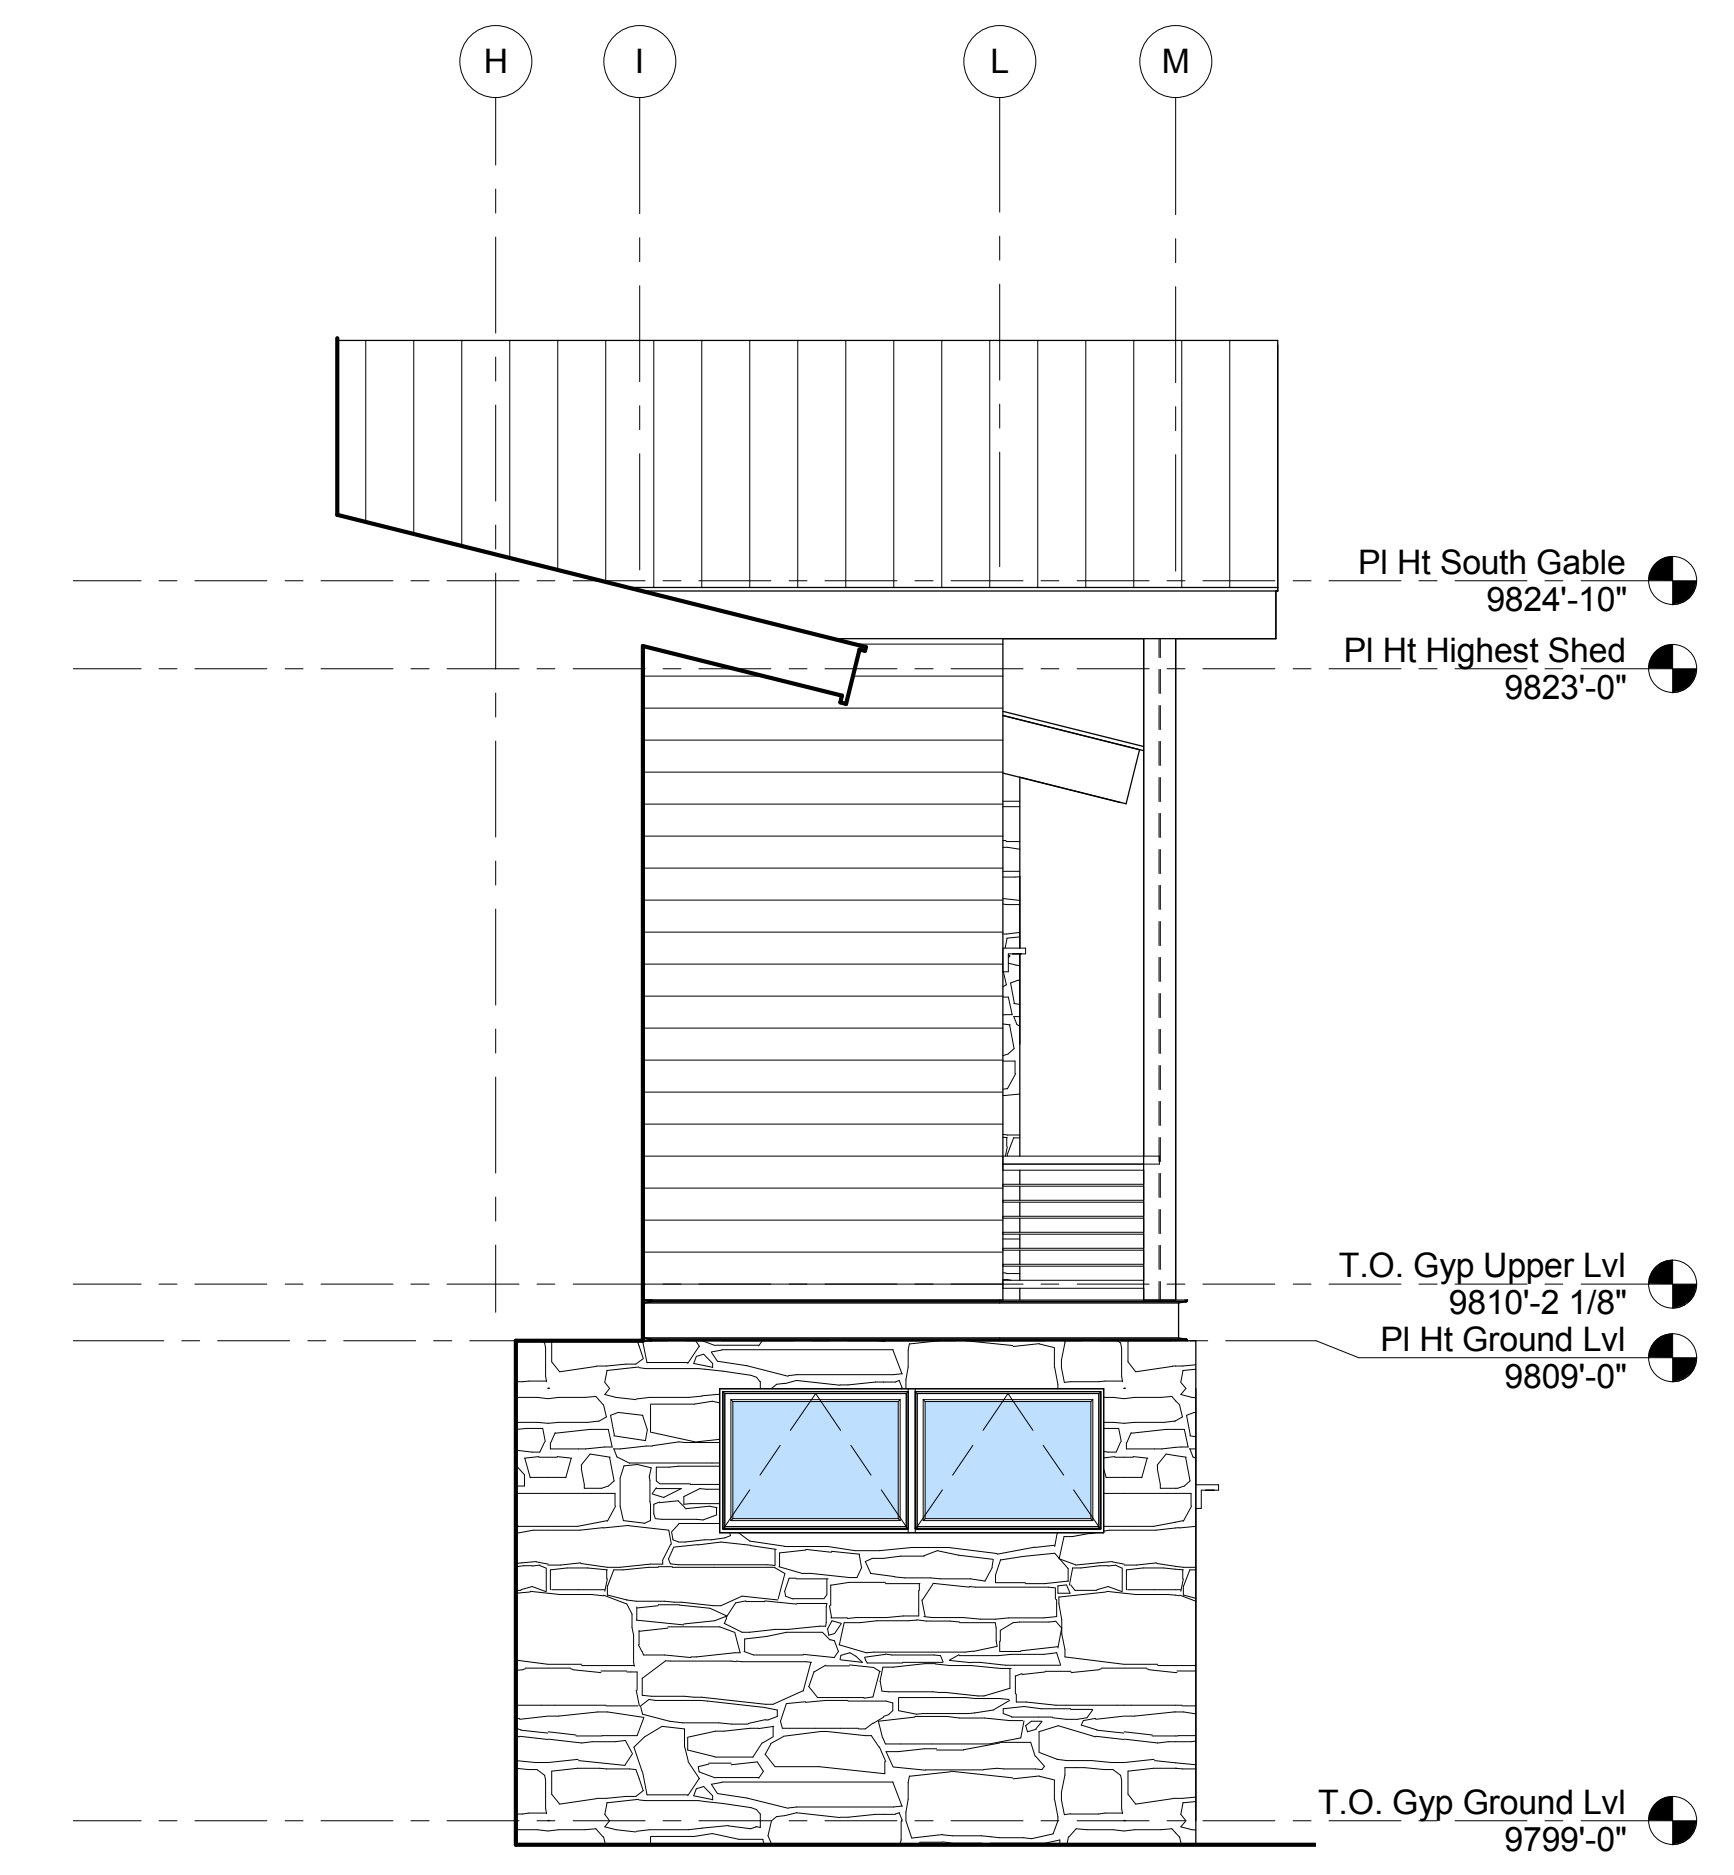 H I L M
Pl Ht South Gable
9824'-10"
Pl Ht Highest Shed
9823'-0"
T.O. Gyp Upper Lvl
9810'-2 1/8"
Pl Ht Ground Lvl
9809'-0"
T.O. Gyp Ground Lvl
9799'-0"